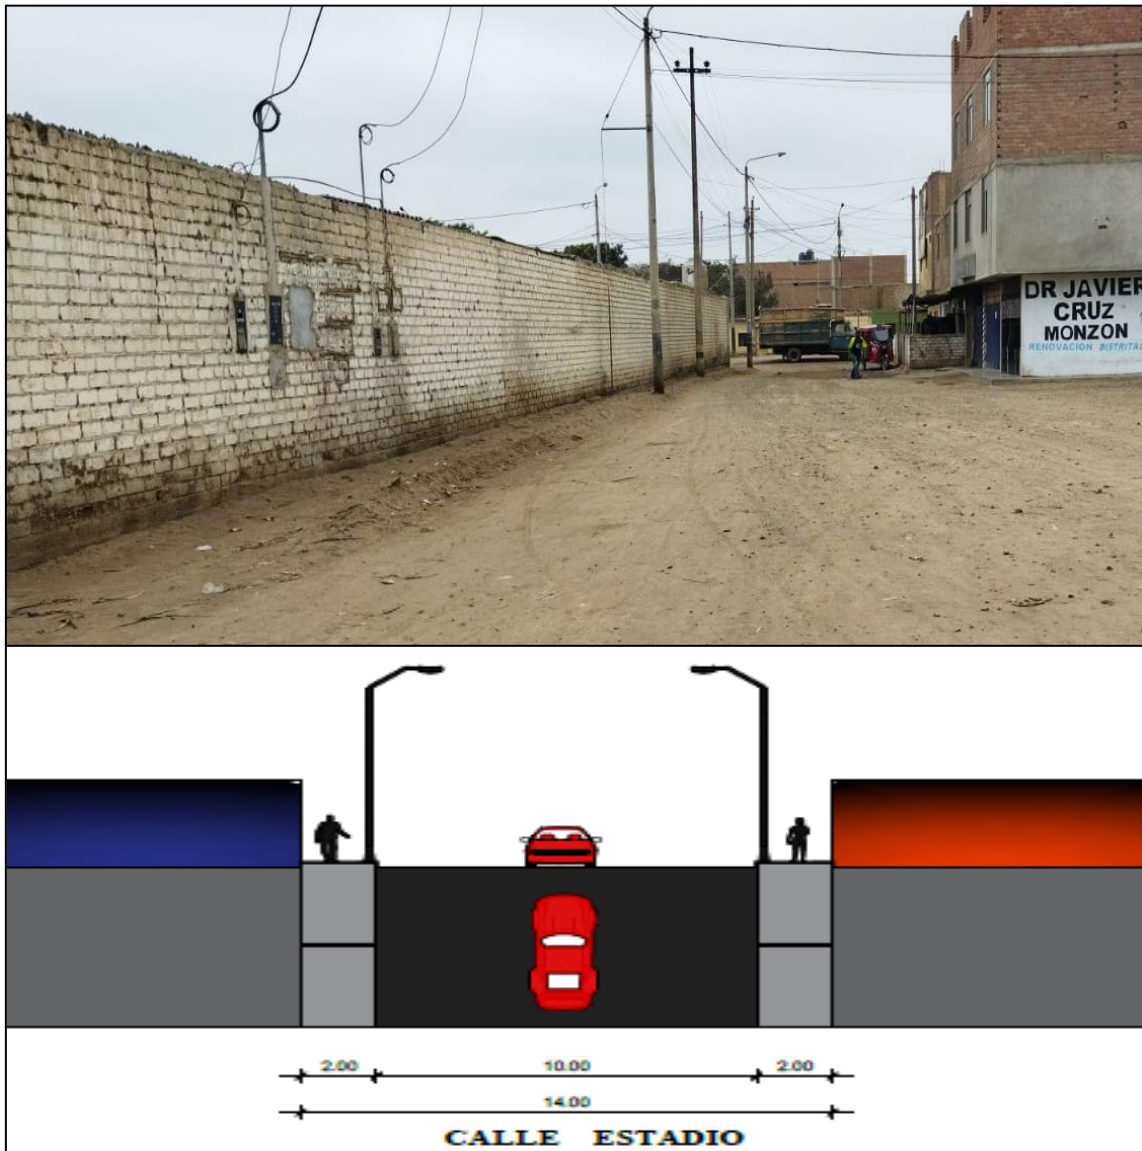 DR JAVIER
CRUZ
MONZON
RENOVACION DISTRITAL
2.00 10.00 2.00
14.00
CALLE ESTADIO